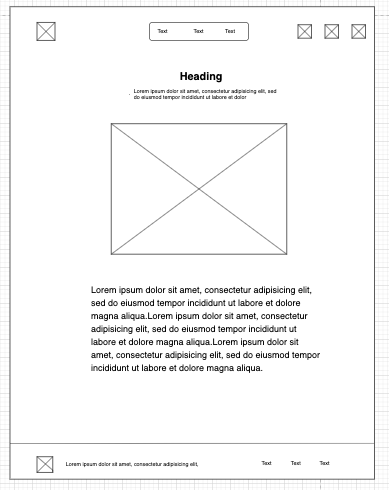 Text Text Text
Heading
Lorem ipsum dolor sit amet, consectetur adipisicing elit, sed
do eiusmod tempor incididunt ut labore et dolor
Lorem ipsum dolor sit amet, consectetur adipisicing elit,
sed do eiusmod tempor incididunt ut labore et dolore
magna aliqua.Lorem ipsum dolor sit amet, consectetur
adipisicing elit, sed do eiusmod tempor incididunt ut
labore et dolore magna aliqua.Lorem ipsum dolor sit
amet, consectetur adipisicing elit, sed do eiusmod tempor
incididunt ut labore et dolore magna aliqua.
Lorem ipsum dolor sit amet, consectetur adipisicing elit, Text Text Text